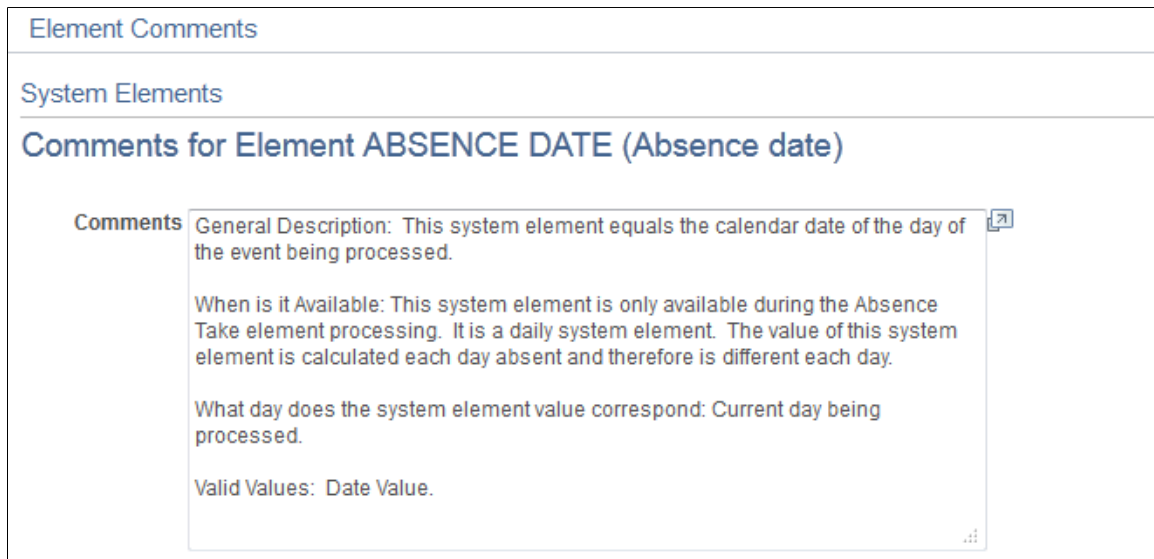 Element Comments
System Elements
Comments for Element ABSENCE DATE (Absence date)
Comments
General Description:  This system element equals the calendar date of the day of
the event being processed.
When is it Available: This system element is only available during the Absence
Take element processing.  It is a daily system element.  The value of this system
element is calculated each day absent and therefore is different each day.
What day does the system element value correspond: Current day being
processed.
Valid Values:  Date Value.